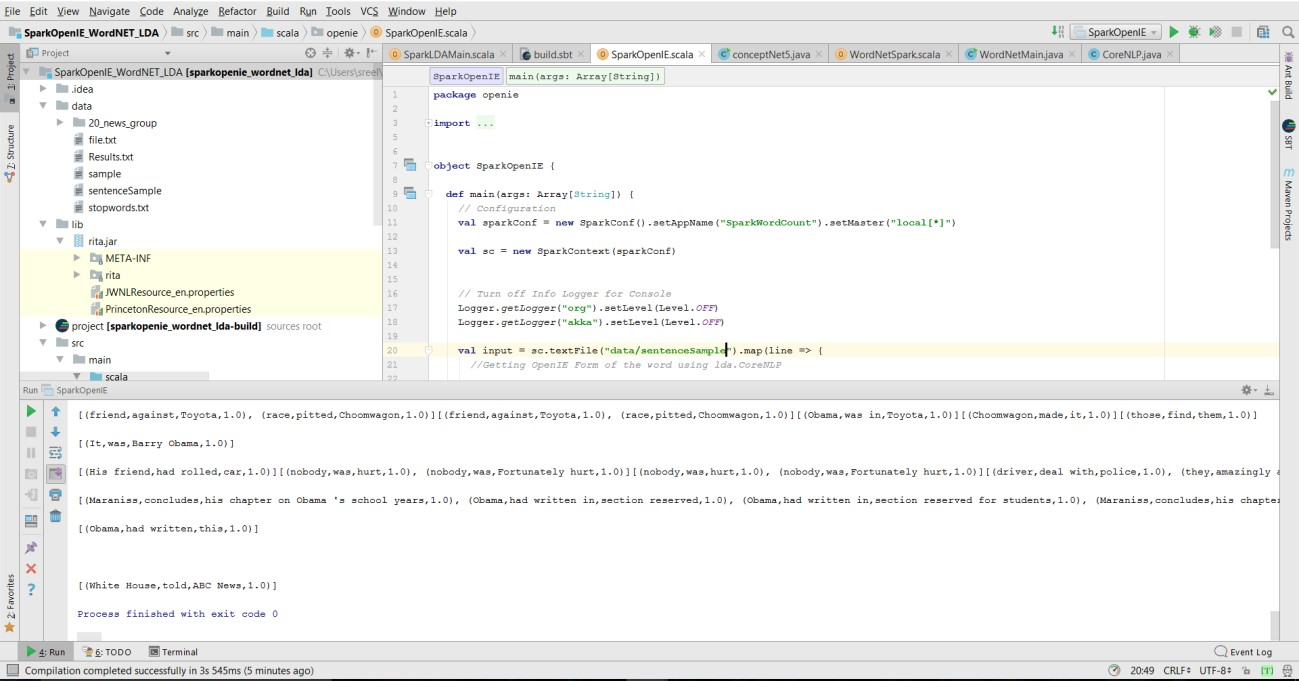 File Edit View Navigate Code Analyze Refactor Build Run Tools VCS Window Help
SparkOpenIE_WordNET_LDA src main scala openie SparkOpenIE.scala
SparkOpenIE
1: Project
Project
SparkLDAMain.scala build.sbt SparkOpenIE.scala conceptNet5.java WordNetSpark.scala WordNetMain.java CoreNLP.java
SparkOpenIE_WordNET_LDA [sparkopenie_wordnet_lda] C:\Users\sreel\
.idea
data
20_news_group
file.txt
Results.txt
sample
sentenceSample
stopwords.txt
lib
rita.jar
META-INF
rita
JWNLResource_en.properties
PrincetonResource_en.properties
project [sparkopenie_wordnet_lda-build] sources root
src
main
scala
Z: Structure
2: Favorites
SparkOpenIE main(args: Array[String])
1 package openie
2
3 import ...
5
6
7 object SparkOpenIE {
8
9 def main(args: Array[String]) {
10 // Configuration
11 val sparkConf = new SparkConf().setAppName("SparkWordCount").setMaster("local[*]")
12
13 val sc = new SparkContext(sparkConf)
14
15
16 // Turn off Info Logger for Console
17 Logger.getLogger("org").setLevel(Level.OFF)
18 Logger.getLogger("akka").setLevel(Level.OFF)
19
20 val input = sc.textFile("data/sentenceSample").map(line => {
21 //Getting OpenIE Form of the word using lda.CoreNLP
22
Ant Build
SBT
Maven Projects
Run SparkOpenIE
[(friend,against,Toyota,1.0), (race,pitted,Choomwagon,1.0)][(friend,against,Toyota,1.0), (race,pitted,Choomwagon,1.0)][(Obama,was in,Toyota,1.0)][(Choomwagon,made,it,1.0)][(those,find,them,1.0)]
[(It,was,Barry Obama,1.0)]
[(His friend,had rolled,car,1.0)][(nobody,was,hurt,1.0), (nobody,was,Fortunately hurt,1.0)][(nobody,was,hurt,1.0), (nobody,was,Fortunately hurt,1.0)][(driver,deal with,police,1.0), (they,amazingly a
[(Maraniss,concludes,his chapter on Obama 's school years,1.0), (Obama,had written in,section reserved,1.0), (Obama,had written in,section reserved for students,1.0), (Maraniss,concludes,his chapter
[(Obama,had written,this,1.0)]
[(White House,told,ABC News,1.0)]
Process finished with exit code 0
4: Run 6: TODO Terminal Event Log
Compilation completed successfully in 3s 545ms (5 minutes ago) 20:49 CRLF UTF-8 [T]